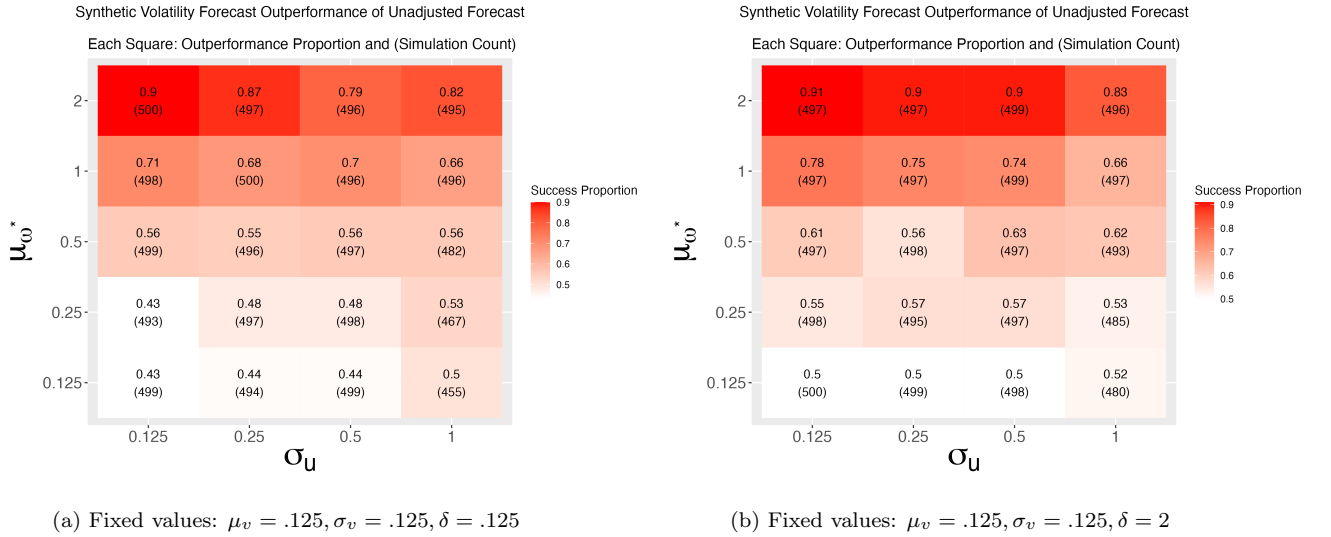 Synthetic Volatility Forecast Outperformance of Unadjusted Forecast
Each Square: Outperformance Proportion and (Simulation Count)
2
0.9 0.87 0.79 0.82
(500) (497) (496) (495)
1
0.71 0.68 0.7 0.66
(498) (500) (496) (496)
0.5
0.56 0.55 0.56 0.56
(499) (496) (497) (482)
0.25
0.43 0.48 0.48 0.53
(493) (497) (498) (467)
0.125
0.43 0.44 0.44 0.5
(499) (494) (499) (455)
0.125 0.25 0.5 1
σu
μω*
Success Proportion
0.9
0.8
0.7
0.6
0.5
(a) Fixed values: μv = .125, σv = .125, δ = .125
Synthetic Volatility Forecast Outperformance of Unadjusted Forecast
Each Square: Outperformance Proportion and (Simulation Count)
2
0.91 0.9 0.9 0.83
(497) (497) (499) (496)
1
0.78 0.75 0.74 0.66
(497) (497) (499) (497)
0.5
0.61 0.56 0.63 0.62
(497) (498) (497) (493)
0.25
0.55 0.57 0.57 0.53
(498) (495) (497) (485)
0.125
0.5 0.5 0.5 0.52
(500) (499) (498) (480)
0.125 0.25 0.5 1
σu
μω*
Success Proportion
0.9
0.8
0.7
0.6
0.5
(b) Fixed values: μv = .125, σv = .125, δ = 2